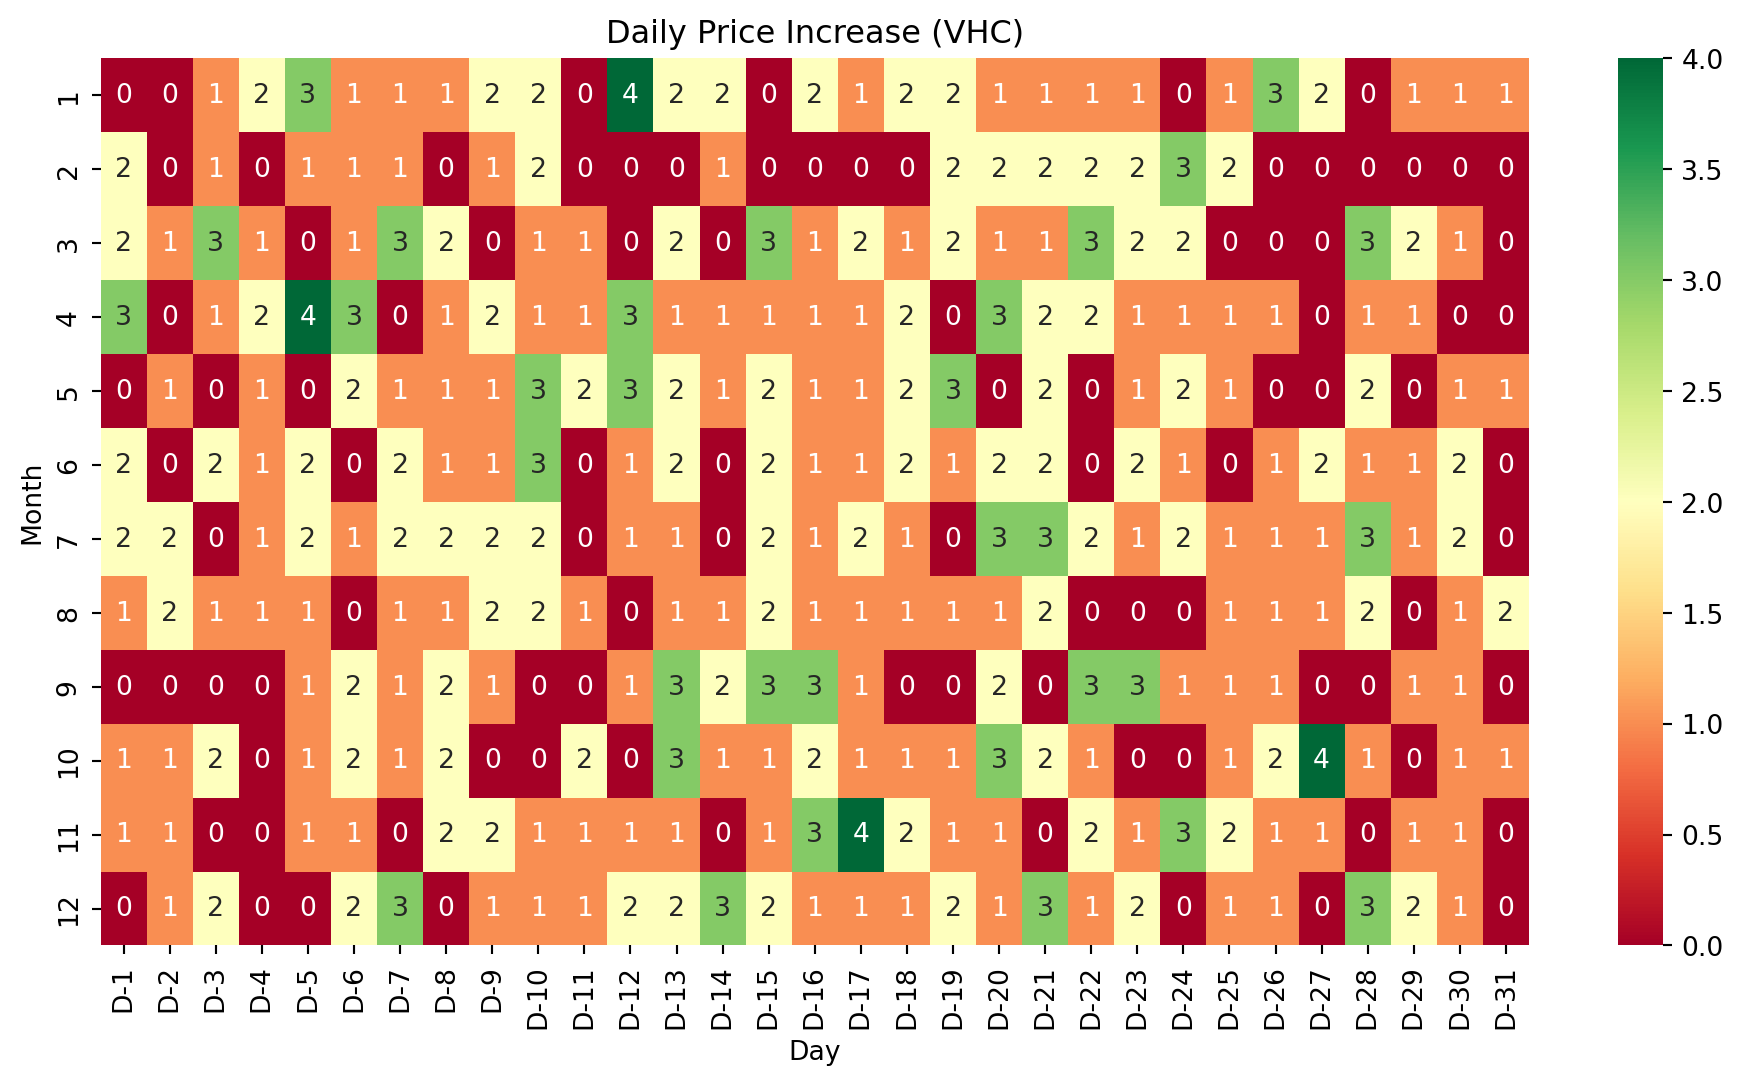 Daily Price Increase (VHC)
1 0 0 1 2 3 1 1 1 2 2 0 4 2 2 0 2 1 2 2 1 1 1 1 0 1 3 2 0 1 1 1
2 2 0 1 0 1 1 1 0 1 2 0 0 0 1 0 0 0 0 2 2 2 2 2 3 2 0 0 0 0 0 0
3 2 1 3 1 0 1 3 2 0 1 1 0 2 0 3 1 2 1 2 1 1 3 2 2 0 0 0 3 2 1 0
4 3 0 1 2 4 3 0 1 2 1 1 3 1 1 1 1 1 2 0 3 2 2 1 1 1 1 0 1 1 0 0
5 0 1 0 1 0 2 1 1 1 3 2 3 2 1 2 1 1 2 3 0 2 0 1 2 1 0 0 2 0 1 1
6 2 0 2 1 2 0 2 1 1 3 0 1 2 0 2 1 1 2 1 2 2 0 2 1 0 1 2 1 1 2 0
7 2 2 0 1 2 1 2 2 2 2 0 1 1 0 2 1 2 1 0 3 3 2 1 2 1 1 1 3 1 2 0
8 1 2 1 1 1 0 1 1 2 2 1 0 1 1 2 1 1 1 1 1 2 0 0 0 1 1 1 2 0 1 2
9 0 0 0 0 1 2 1 2 1 0 0 1 3 2 3 3 1 0 0 2 0 3 3 1 1 1 0 0 1 1 0
10 1 1 2 0 1 2 1 2 0 0 2 0 3 1 1 2 1 1 1 3 2 1 0 0 1 2 4 1 0 1 1
11 1 1 0 0 1 1 0 2 2 1 1 1 1 0 1 3 4 2 1 1 0 2 1 3 2 1 1 0 1 1 0
12 0 1 2 0 0 2 3 0 1 1 1 2 2 3 2 1 1 1 2 1 3 1 2 0 1 1 0 3 2 1 0
D-1 D-2 D-3 D-4 D-5 D-6 D-7 D-8 D-9 D-10 D-11 D-12 D-13 D-14 D-15 D-16 D-17 D-18 D-19 D-20 D-21 D-22 D-23 D-24 D-25 D-26 D-27 D-28 D-29 D-30 D-31
Day
Month
4.0
3.5
3.0
2.5
2.0
1.5
1.0
0.5
0.0